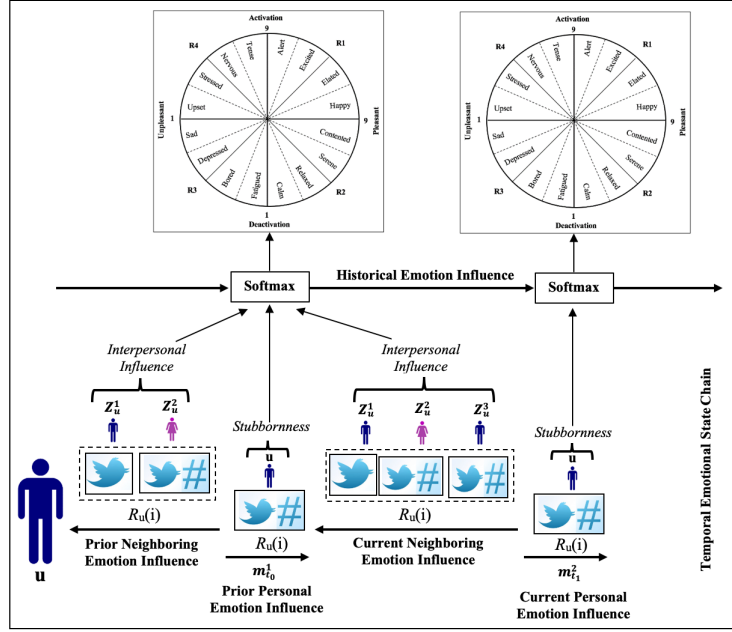 Activation
9
R4
Tense
Alert
R1
Nervous
Excited
Stressed
Elated
Upset
Happy
Unpleasant
1
9
Pleasant
Sad
Contented
Depressed
Serene
Bored
Relaxed
Fatigued
Calm
R3
R2
1
Deactivation
Activation
9
R4
Tense
Alert
R1
Nervous
Excited
Stressed
Elated
Upset
Happy
Unpleasant
1
9
Pleasant
Sad
Contented
Depressed
Serene
Bored
Relaxed
Fatigued
Calm
R3
R2
1
Deactivation
Softmax
Historical Emotion Influence
Softmax
Interpersonal
Influence
Z_u^1
Z_u^2
Stubbornness
u
#
#
Interpersonal
Influence
Z_u^1
Z_u^2
Z_u^3
#
#
Stubbornness
u
#
R_u(i)
Prior Neighboring
Emotion Influence
R_u(i)
m_{t_0}^1
Prior Personal
Emotion Influence
R_u(i)
Current Neighboring
Emotion Influence
R_u(i)
m_{t_1}^2
Current Personal
Emotion Influence
u
Temporal Emotional State Chain